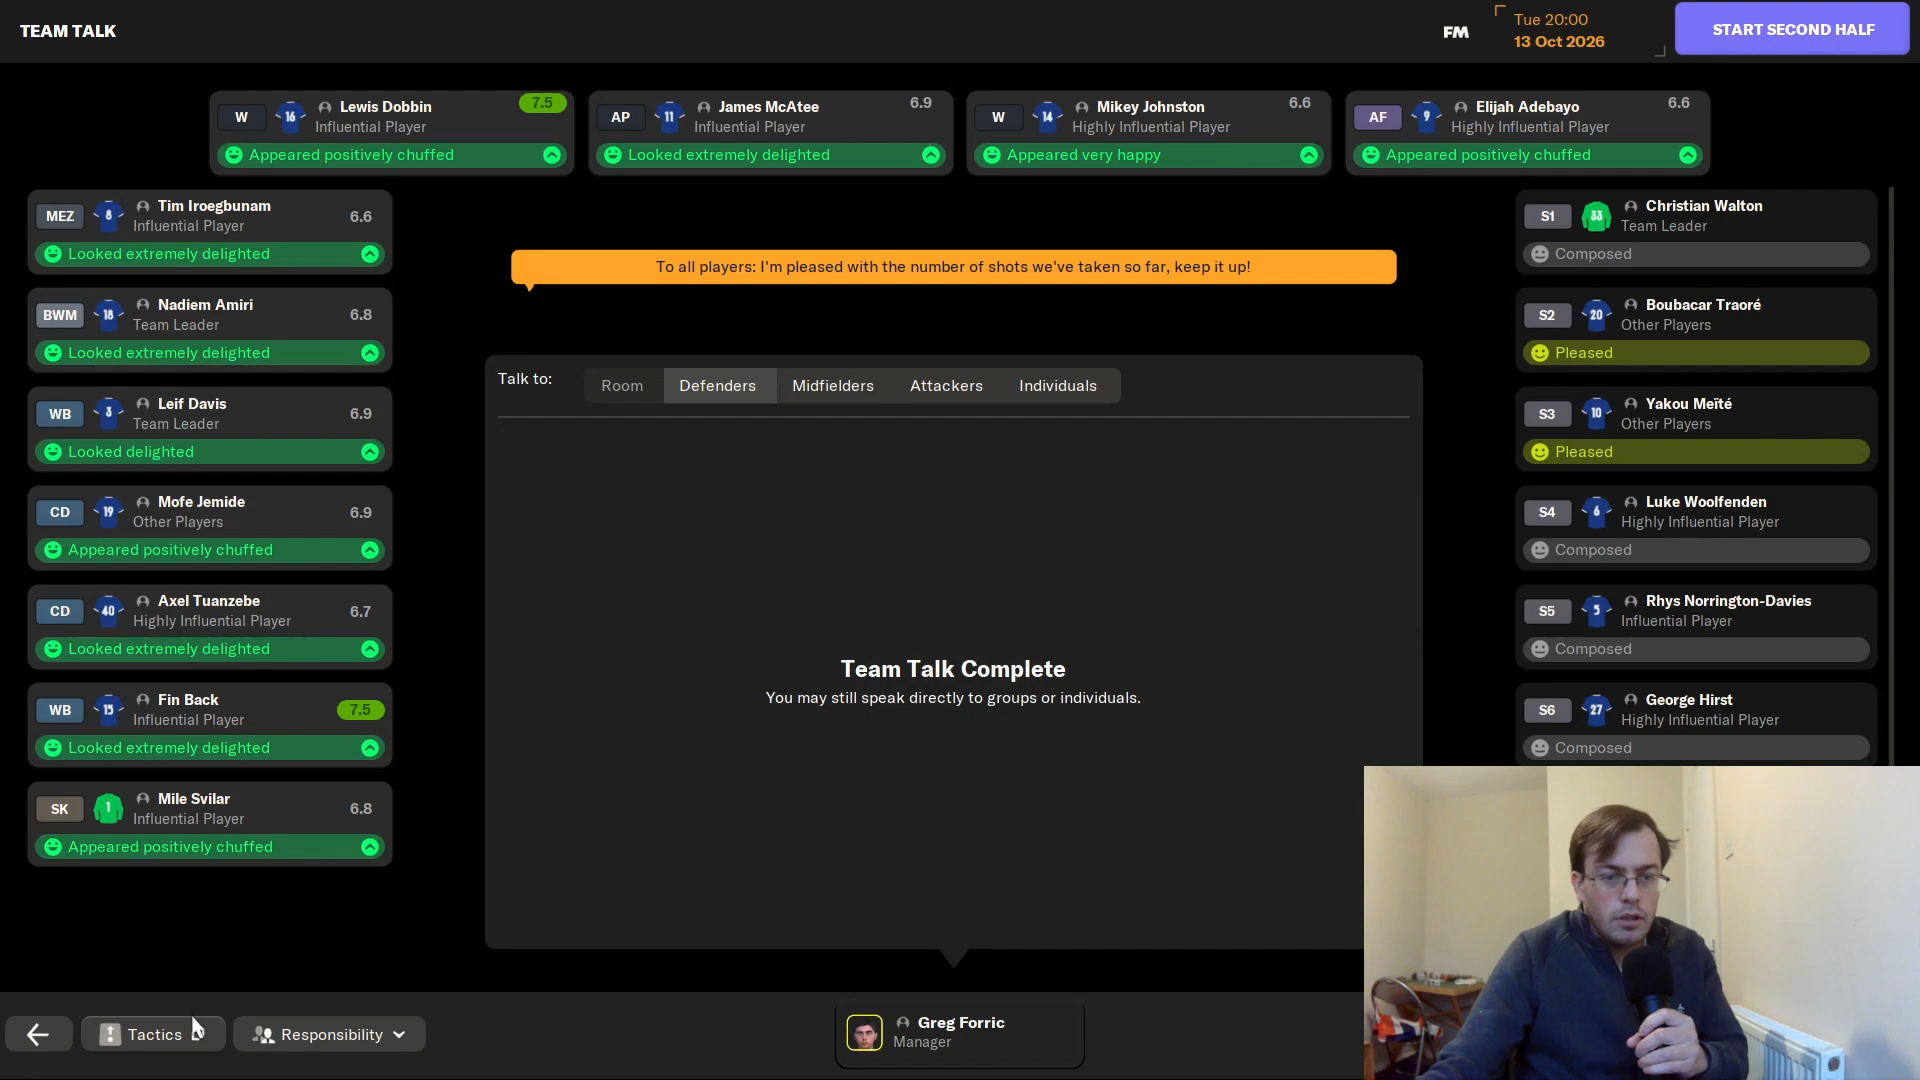 TEAM TALK
FM
Tue 20:00
13 Oct 2026
START SECOND HALF
W
16
Lewis Dobbin
Influential Player
7.5
Appeared positively chuffed
AP
11
James McAtee
Influential Player
6.9
Looked extremely delighted
W
14
Mikey Johnston
Highly Influential Player
6.6
Appeared very happy
AF
9
Elijah Adebayo
Highly Influential Player
6.6
Appeared positively chuffed
MEZ
8
Tim Iroegbunam
Influential Player
6.6
Looked extremely delighted
BWM
18
Nadiem Amiri
Team Leader
6.8
Looked extremely delighted
WB
3
Leif Davis
Team Leader
6.9
Looked delighted
CD
19
Mofe Jemide
Other Players
6.9
Appeared positively chuffed
CD
40
Axel Tuanzebe
Highly Influential Player
6.7
Looked extremely delighted
WB
15
Fin Back
Influential Player
7.5
Looked extremely delighted
SK
1
Mile Svilar
Influential Player
6.8
Appeared positively chuffed
To all players: I'm pleased with the number of shots we've taken so far, keep it up!
Talk to:
Room
Defenders
Midfielders
Attackers
Individuals
Team Talk Complete
You may still speak directly to groups or individuals.
S1
33
Christian Walton
Team Leader
Composed
S2
20
Boubacar Traoré
Other Players
Pleased
S3
10
Yakou Meïté
Other Players
Pleased
S4
6
Luke Woolfenden
Highly Influential Player
Composed
S5
5
Rhys Norrington-Davies
Influential Player
Composed
S6
27
George Hirst
Highly Influential Player
Composed
Tactics
Responsibility
Greg Forric
Manager